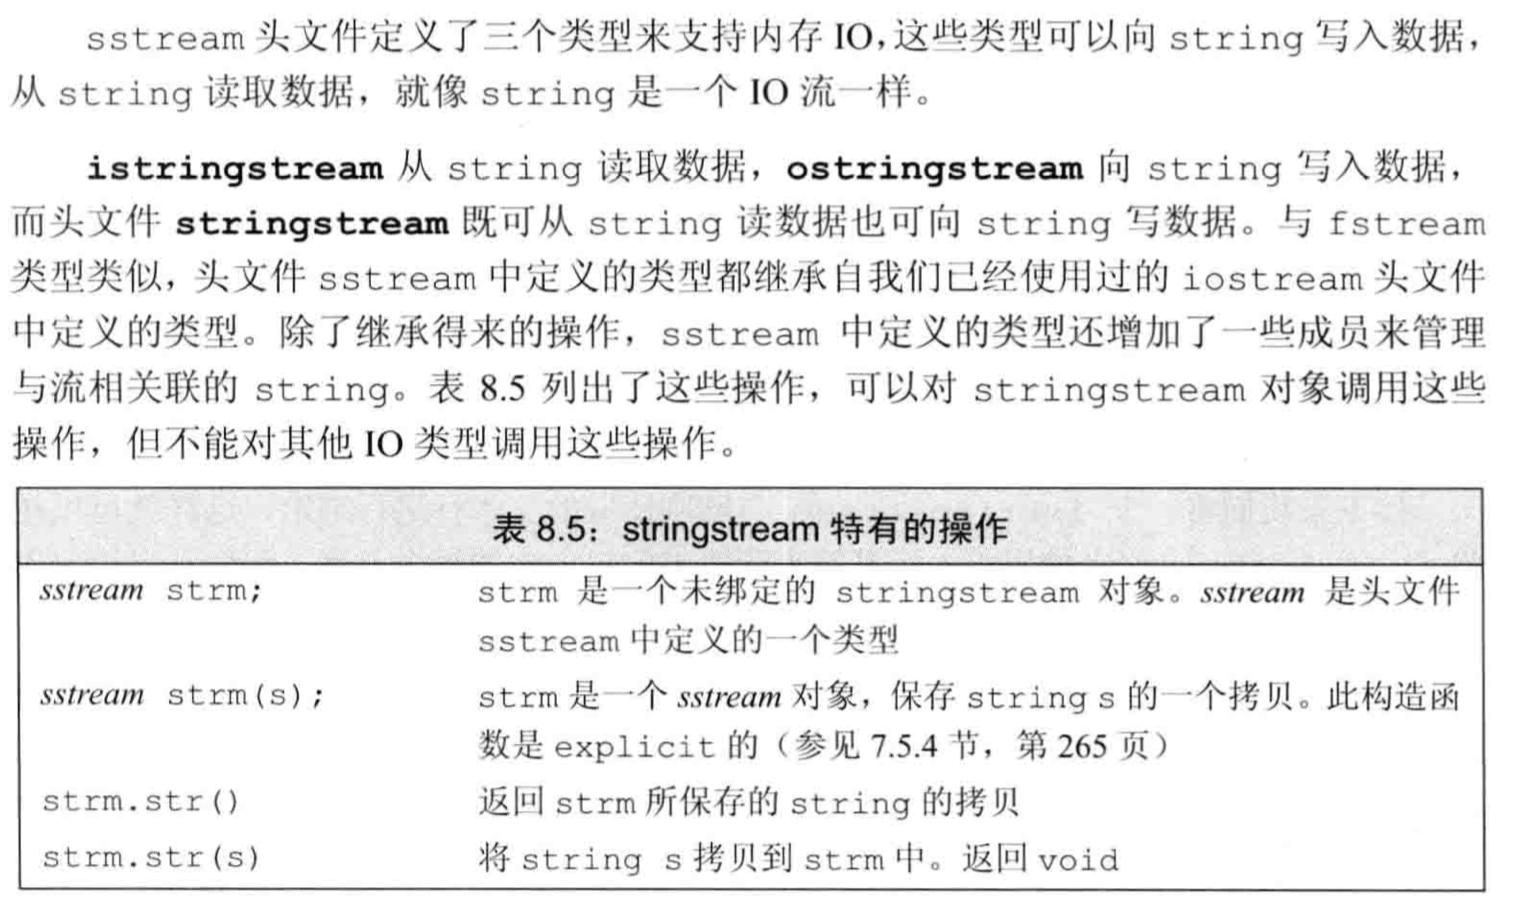 sstream 头文件定义了三个类型来支持内存 IO，这些类型可以向 string 写入数据，
从 string 读取数据，就像 string 是一个 IO 流一样。
istringstream 从 string 读取数据，ostringstream 向 string 写入数据，
而头文件 stringstream 既可从 string 读数据也可向 string 写数据。与 fstream
类型类似，头文件 sstream 中定义的类型都继承自我们已经使用过的 iostream 头文件
中定义的类型。除了继承得来的操作，sstream 中定义的类型还增加了一些成员来管理
与流相关联的 string。表 8.5 列出了这些操作，可以对 stringstream 对象调用这些
操作，但不能对其他 IO 类型调用这些操作。
表 8.5：stringstream 特有的操作
sstream strm; strm 是一个未绑定的 stringstream 对象。sstream 是头文件
sstream 中定义的一个类型
sstream strm(s); strm 是一个 sstream 对象，保存 string s 的一个拷贝。此构造函
数是 explicit 的（参见 7.5.4 节，第 265 页）
strm.str() 返回 strm 所保存的 string 的拷贝
strm.str(s) 将 string s 拷贝到 strm 中。返回 void